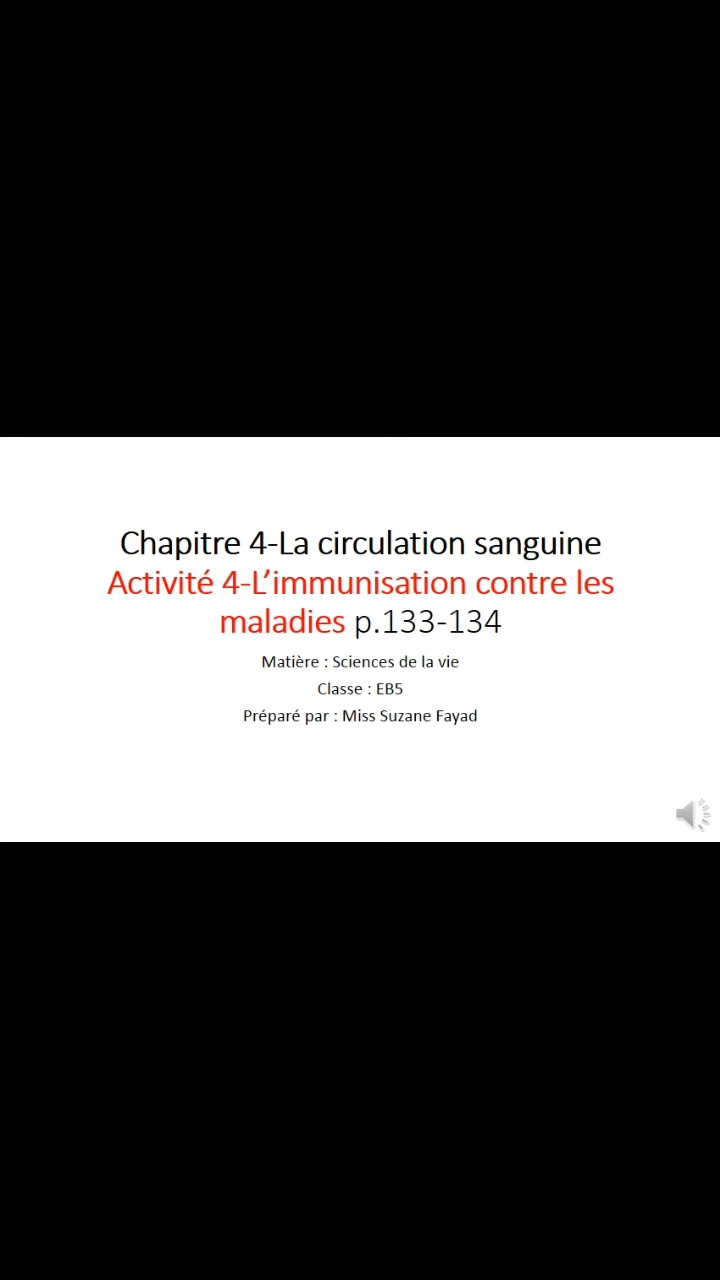 Chapitre 4-La circulation sanguine
Activité 4-L’immunisation contre les
maladies p.133-134
Matière : Sciences de la vie
Classe : EB5
Préparé par : Miss Suzane Fayad